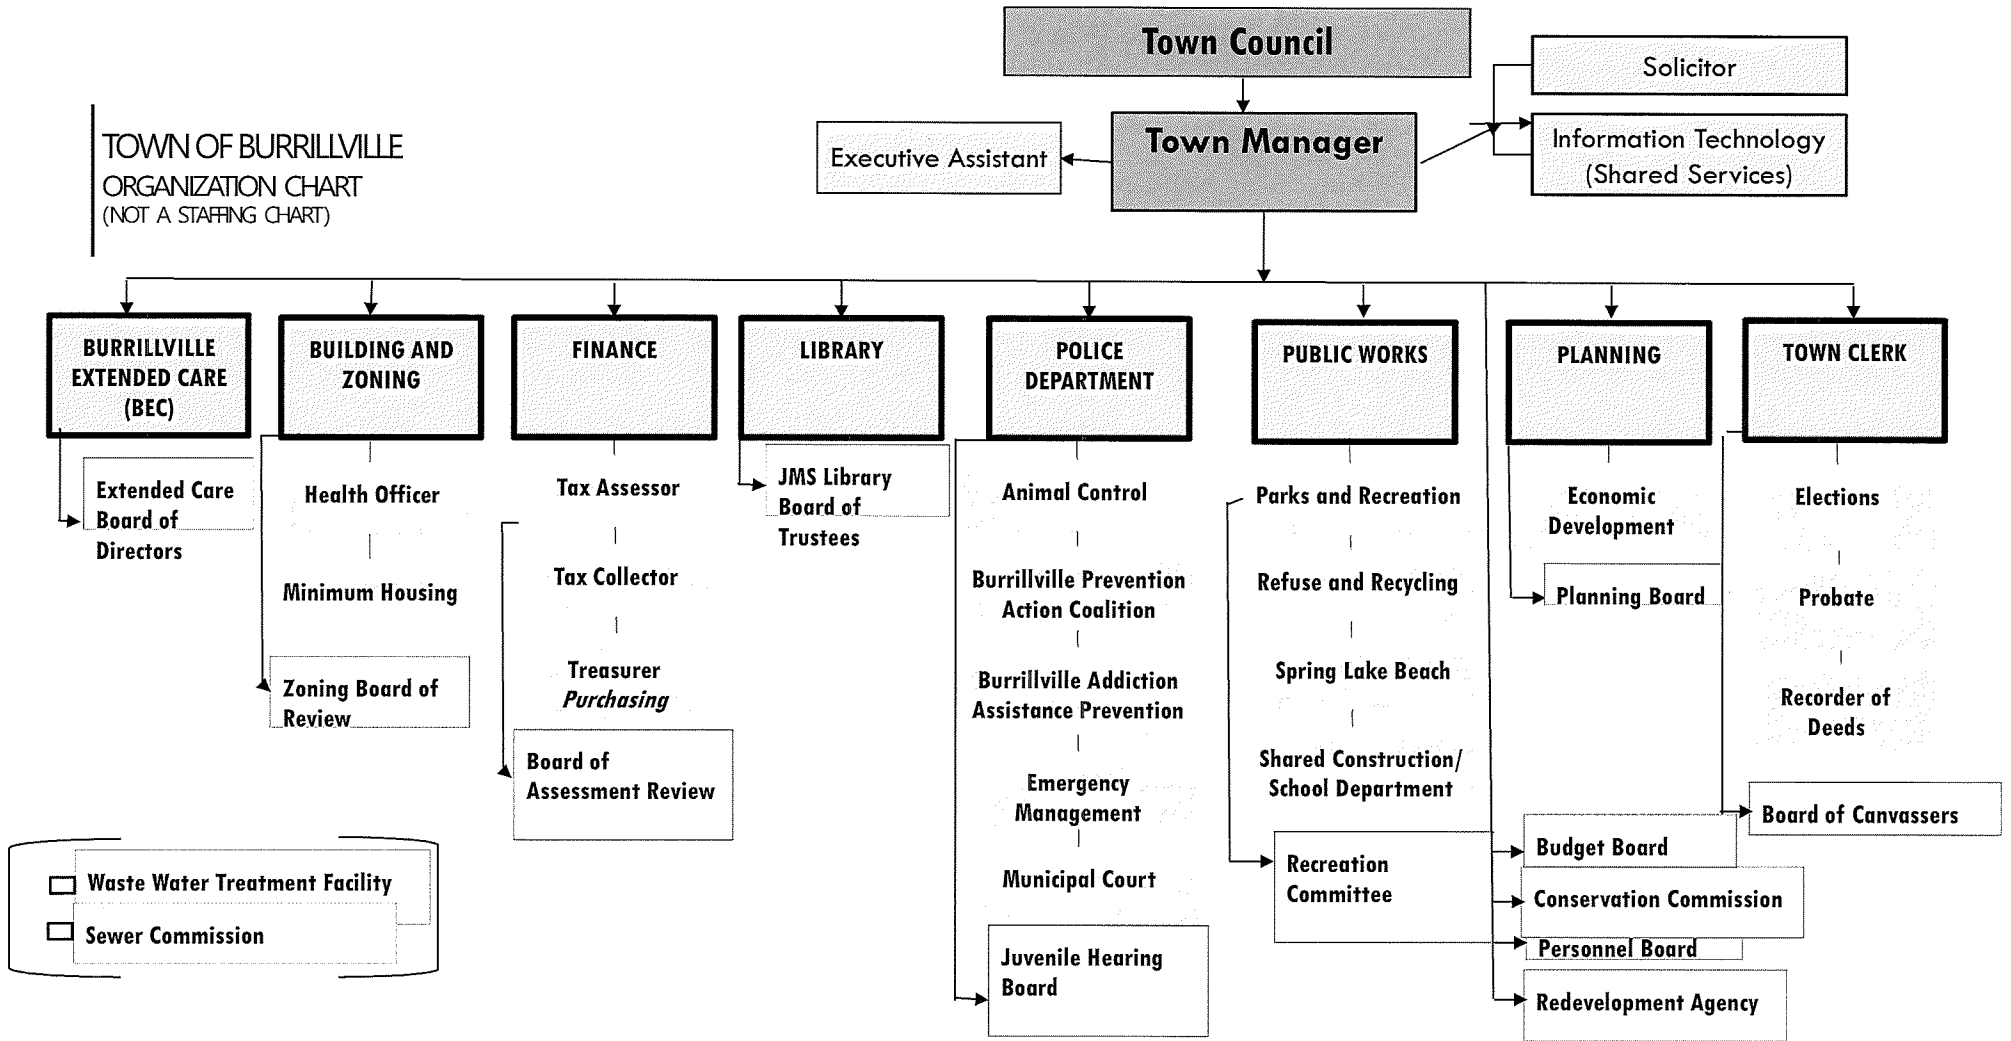 Town Council
Solicitor
TOWN OF BURRILLVILLE
ORGANIZATION CHART
(NOT A STAFFING CHART)
Executive Assistant
Town Manager
Information Technology
(Shared Services)
BURRILLVILLE
EXTENDED CARE
(BEC)
Extended Care
Board of
Directors
BUILDING AND
ZONING
Health Officer
Minimum Housing
Zoning Board of
Review
FINANCE
Tax Assessor
Tax Collector
Treasurer
Purchasing
Board of
Assessment Review
LIBRARY
JMS Library
Board of
Trustees
POLICE
DEPARTMENT
Animal Control
Burrillville Prevention
Action Coalition
Burrillville Addiction
Assistance Prevention
Emergency
Management
Municipal Court
Juvenile Hearing
Board
PUBLIC WORKS
Parks and Recreation
Refuse and Recycling
Spring Lake Beach
Shared Construction/
School Department
Recreation
Committee
PLANNING
Economic
Development
Planning Board
Budget Board
Conservation Commission
Personnel Board
Redevelopment Agency
TOWN CLERK
Elections
Probate
Recorder of
Deeds
Board of Canvassers
Waste Water Treatment Facility
Sewer Commission